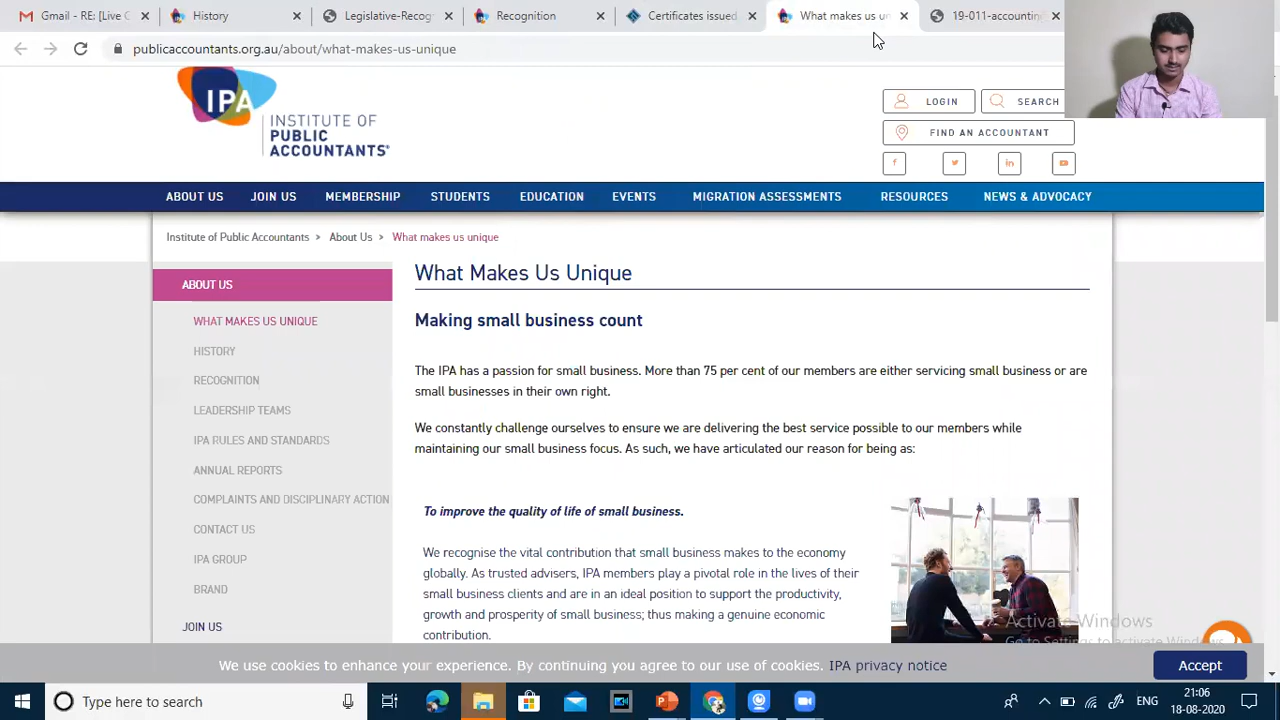 Gmail - RE: [Live C
History
Legislative-Recog
Recognition
Certificates issued
What makes us un
19-011-accountin
publicaccountants.org.au/about/what-makes-us-unique
IPA
INSTITUTE OF
PUBLIC
ACCOUNTANTS®
LOGIN
SEARCH
FIND AN ACCOUNTANT
ABOUT US JOIN US MEMBERSHIP STUDENTS EDUCATION EVENTS MIGRATION ASSESSMENTS RESOURCES NEWS & ADVOCACY
Institute of Public Accountants > About Us > What makes us unique
ABOUT US
WHAT MAKES US UNIQUE
HISTORY
RECOGNITION
LEADERSHIP TEAMS
IPA RULES AND STANDARDS
ANNUAL REPORTS
COMPLAINTS AND DISCIPLINARY ACTION
CONTACT US
IPA GROUP
BRAND
JOIN US
What Makes Us Unique
Making small business count
The IPA has a passion for small business. More than 75 per cent of our members are either servicing small business or are
small businesses in their own right.
We constantly challenge ourselves to ensure we are delivering the best service possible to our members while
maintaining our small business focus. As such, we have articulated our reason for being as:
To improve the quality of life of small business.
We recognise the vital contribution that small business makes to the economy
globally. As trusted advisers, IPA members play a pivotal role in the lives of their
small business clients and are in an ideal position to support the productivity,
growth and prosperity of small business; thus making a genuine economic
contribution.
Activate Windows
Go to Settings to activate Windows.
We use cookies to enhance your experience. By continuing you agree to our use of cookies. IPA privacy notice
Accept
Type here to search
ENG
21:06
18-08-2020